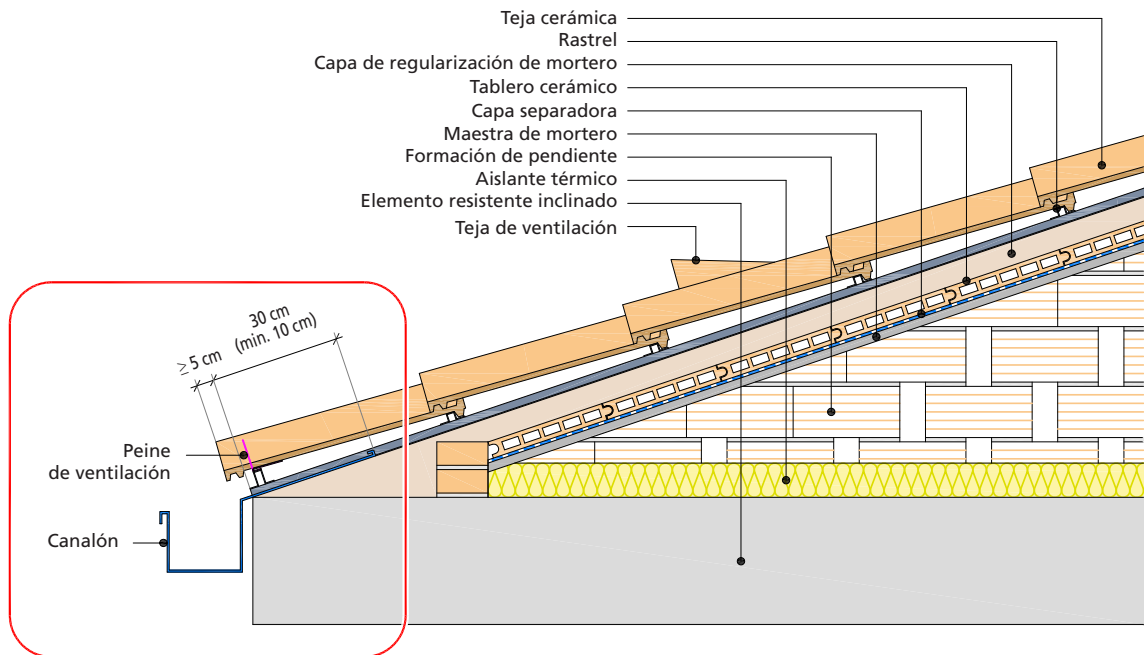 Teja cerámica
Rastrel
Capa de regularización de mortero
Tablero cerámico
Capa separadora
Maestra de mortero
Formación de pendiente
Aislante térmico
Elemento resistente inclinado
Teja de ventilación
30 cm
(min. 10 cm)
≥ 5 cm
Peine
de ventilación
Canalón